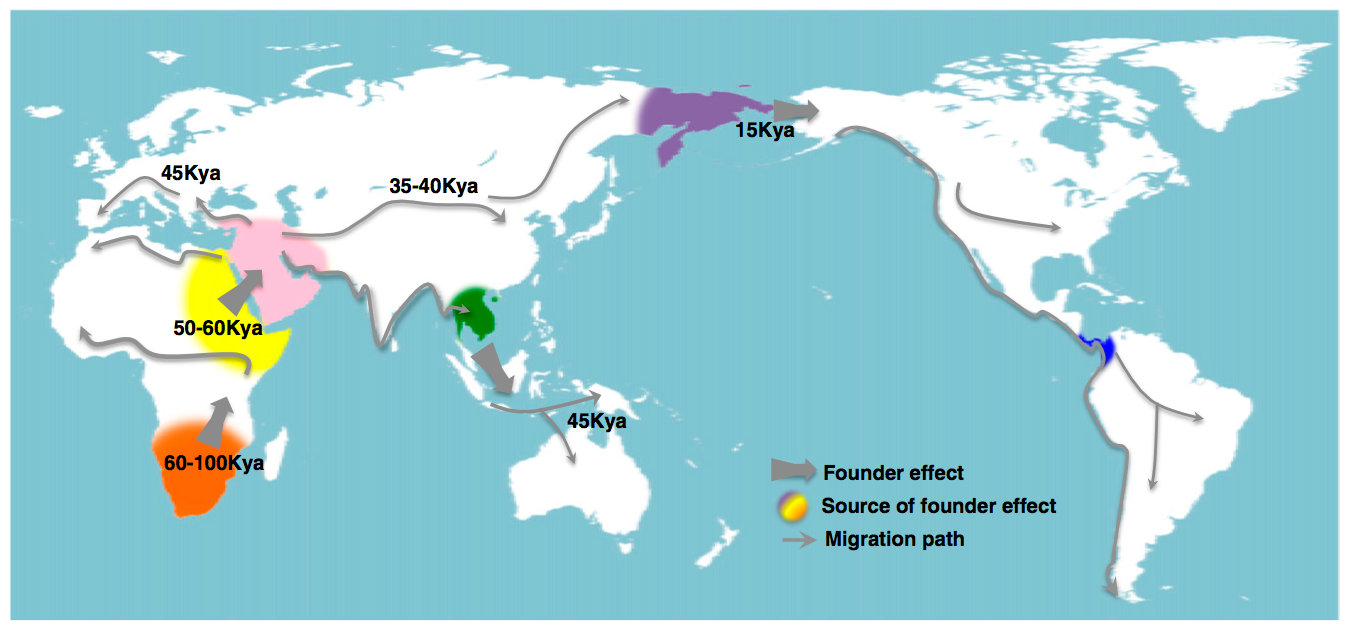 15Kya
45Kya
35-40Kya
50-60Kya
45Kya
60-100Kya
Founder effect
Source of founder effect
Migration path